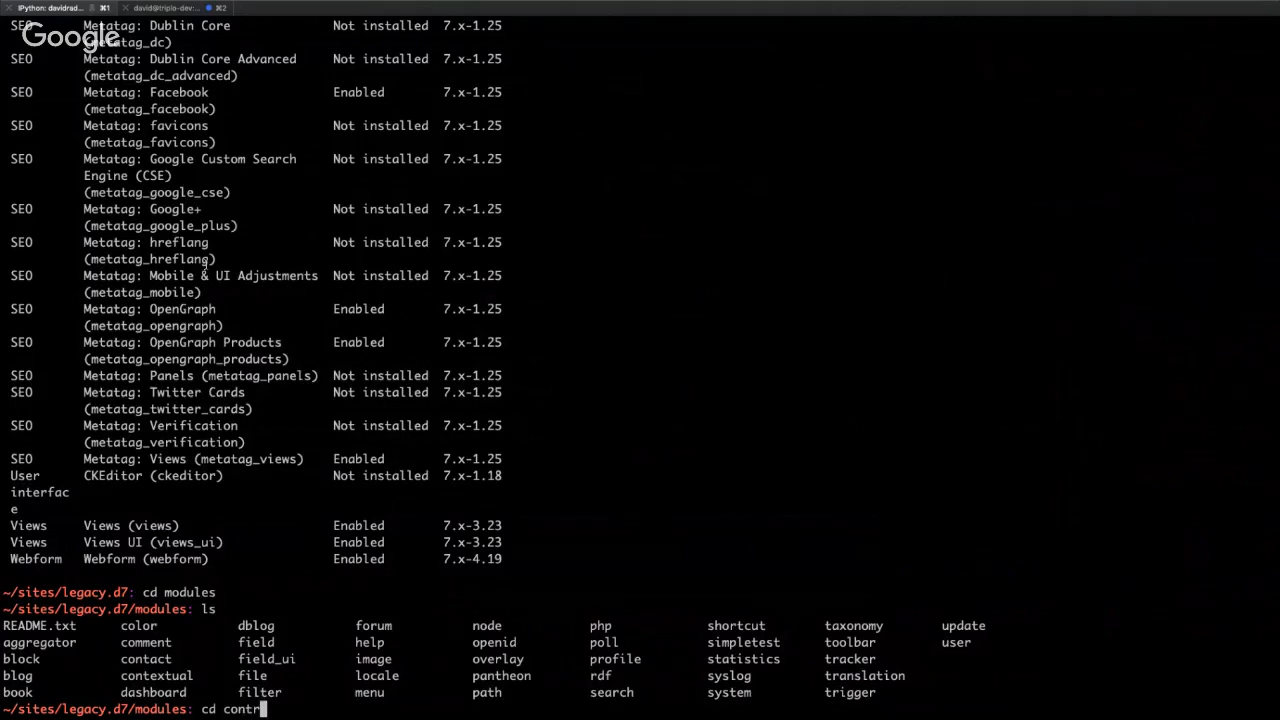 IPython: davidrad... ⌘1 david@triplo-dev:... ⌘2
SEO Metatag: Dublin Core Not installed 7.x-1.25
Google
(metatag_dc)
SEO Metatag: Dublin Core Advanced Not installed 7.x-1.25
(metatag_dc_advanced)
SEO Metatag: Facebook Enabled 7.x-1.25
(metatag_facebook)
SEO Metatag: favicons Not installed 7.x-1.25
(metatag_favicons)
SEO Metatag: Google Custom Search Not installed 7.x-1.25
Engine (CSE)
(metatag_google_cse)
SEO Metatag: Google+ Not installed 7.x-1.25
(metatag_google_plus)
SEO Metatag: hreflang Not installed 7.x-1.25
(metatag_hreflang)
SEO Metatag: Mobile & UI Adjustments Not installed 7.x-1.25
(metatag_mobile)
SEO Metatag: OpenGraph Enabled 7.x-1.25
(metatag_opengraph)
SEO Metatag: OpenGraph Products Enabled 7.x-1.25
(metatag_opengraph_products)
SEO Metatag: Panels (metatag_panels) Not installed 7.x-1.25
SEO Metatag: Twitter Cards Not installed 7.x-1.25
(metatag_twitter_cards)
SEO Metatag: Verification Not installed 7.x-1.25
(metatag_verification)
SEO Metatag: Views (metatag_views) Enabled 7.x-1.25
User CKEditor (ckeditor) Not installed 7.x-1.18
interfac
e
Views Views (views) Enabled 7.x-3.23
Views Views UI (views_ui) Enabled 7.x-3.23
Webform Webform (webform) Enabled 7.x-4.19
~/sites/legacy.d7: cd modules
~/sites/legacy.d7/modules: ls
README.txt color dblog forum node php shortcut taxonomy update
aggregator comment field help openid poll simpletest toolbar user
block contact field_ui image overlay profile statistics tracker
blog contextual file locale pantheon rdf syslog translation
book dashboard filter menu path search system trigger
~/sites/legacy.d7/modules: cd contr